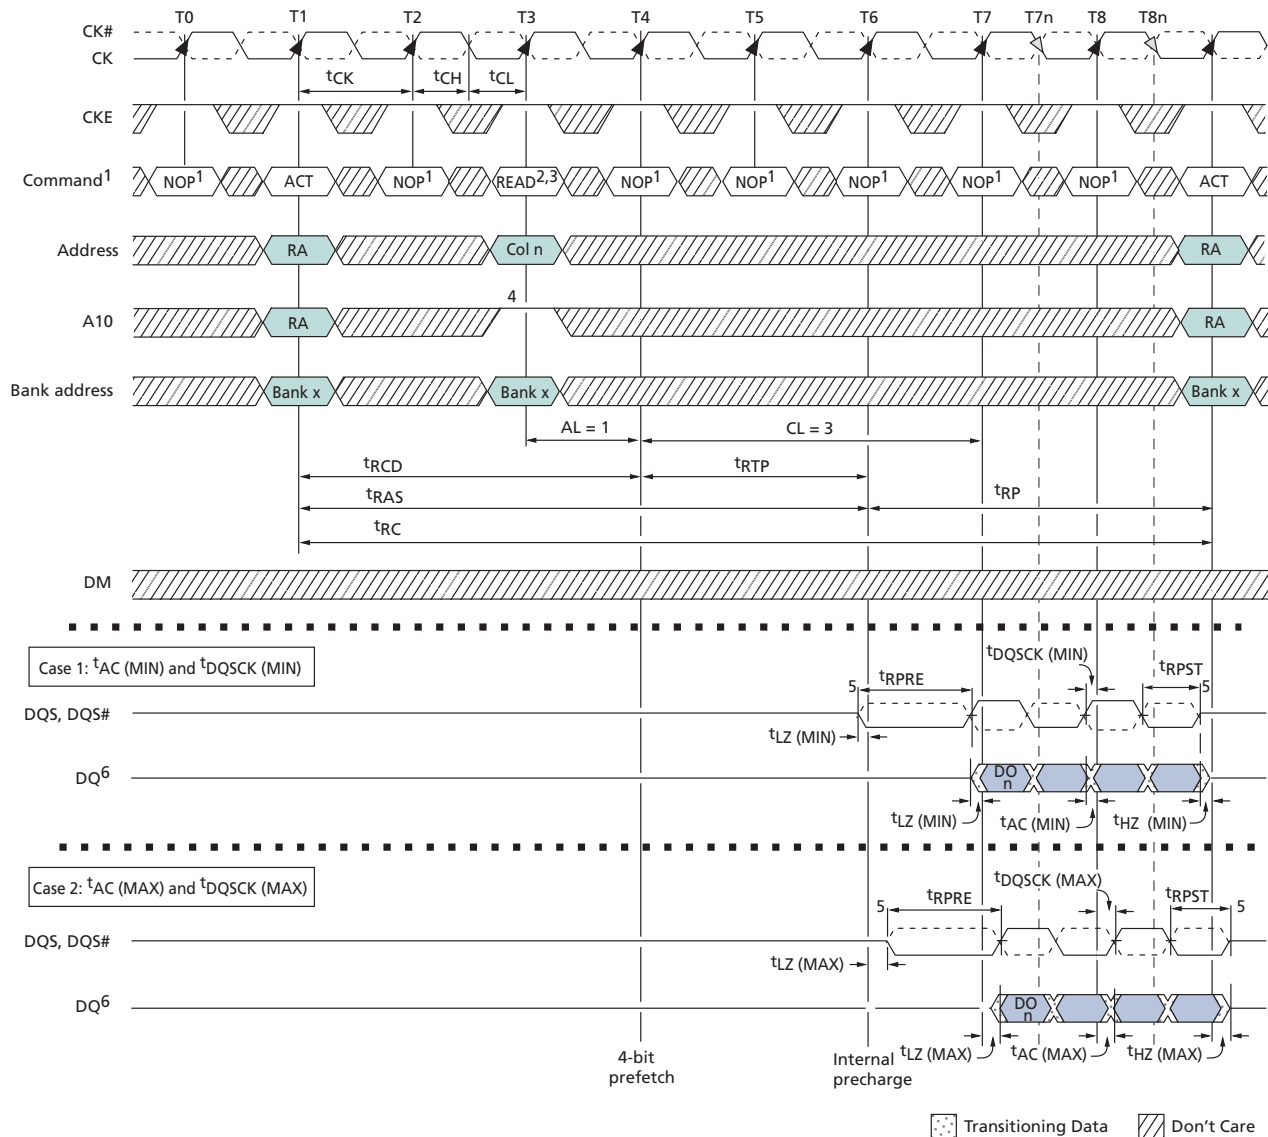 T0 T1 T2 T3 T4 T5 T6 T7 T7n T8 T8n
CK#
CK
tCK tCH tCL
CKE
Command1 NOP1 ACT NOP1 READ2,3 NOP1 NOP1 NOP1 NOP1 NOP1 ACT
Address RA Col n RA
4
A10 RA RA
Bank address Bank x Bank x Bank x
AL = 1 CL = 3
tRCD tRTP
tRAS tRP
tRC
DM
Case 1: tAC (MIN) and tDQSCK (MIN)
tDQSCK (MIN)
5 tRPRE tRPST 5
DQS, DQS#
tLZ (MIN)
DQ6 DO n
tLZ (MIN) tAC (MIN) tHZ (MIN)
Case 2: tAC (MAX) and tDQSCK (MAX)
tDQSCK (MAX)
5 tRPRE tRPST 5
DQS, DQS#
tLZ (MAX)
DQ6 DO n
tLZ (MAX) tAC (MAX) tHZ (MAX)
4-bit prefetch
Internal precharge
Transitioning Data Don't Care